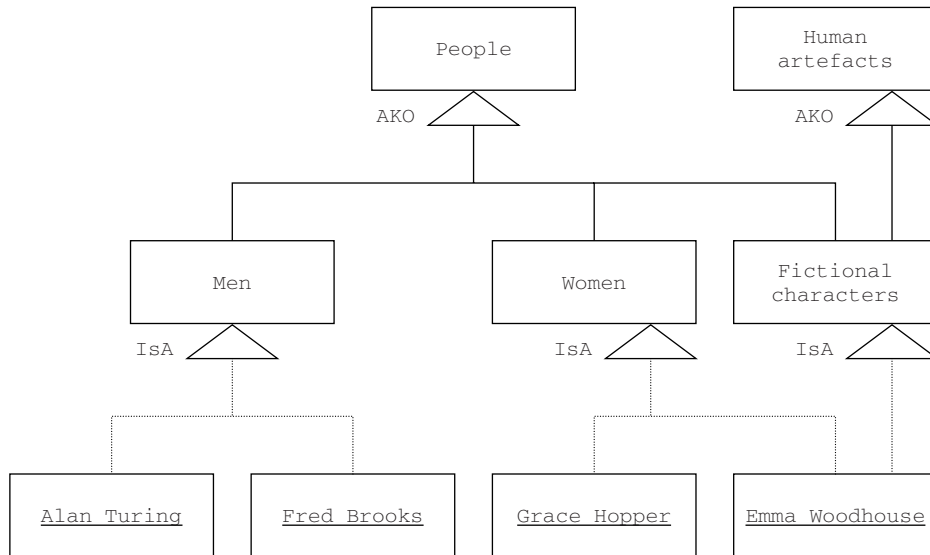 People
Human
artefacts
AKO
AKO
Men
Women
Fictional
characters
IsA
IsA
IsA
Alan Turing
Fred Brooks
Grace Hopper
Emma Woodhouse